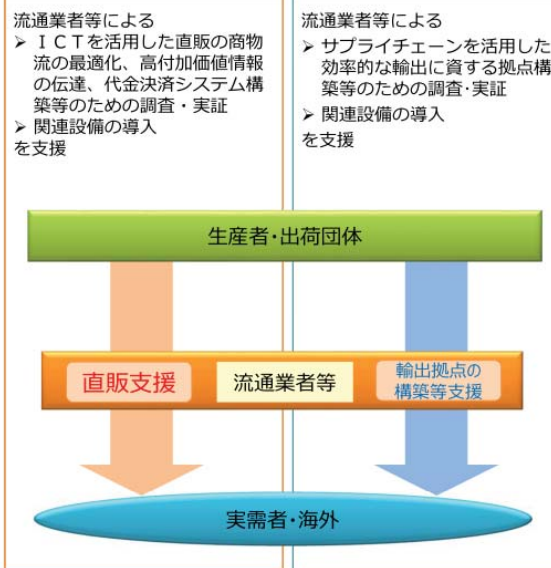 流通業者等による
➢ ＩＣＴを活用した直販の商物
流の最適化、高付加価値情報
の伝達、代金決済システム構
築等のための調査・実証
➢ 関連設備の導入
を支援
流通業者等による
➢ サプライチェーンを活用した
効率的な輸出に資する拠点構
築等のための調査･実証
➢ 関連設備の導入
を支援
生産者･出荷団体
直販支援
流通業者等
輸出拠点の
構築等支援
実需者･海外